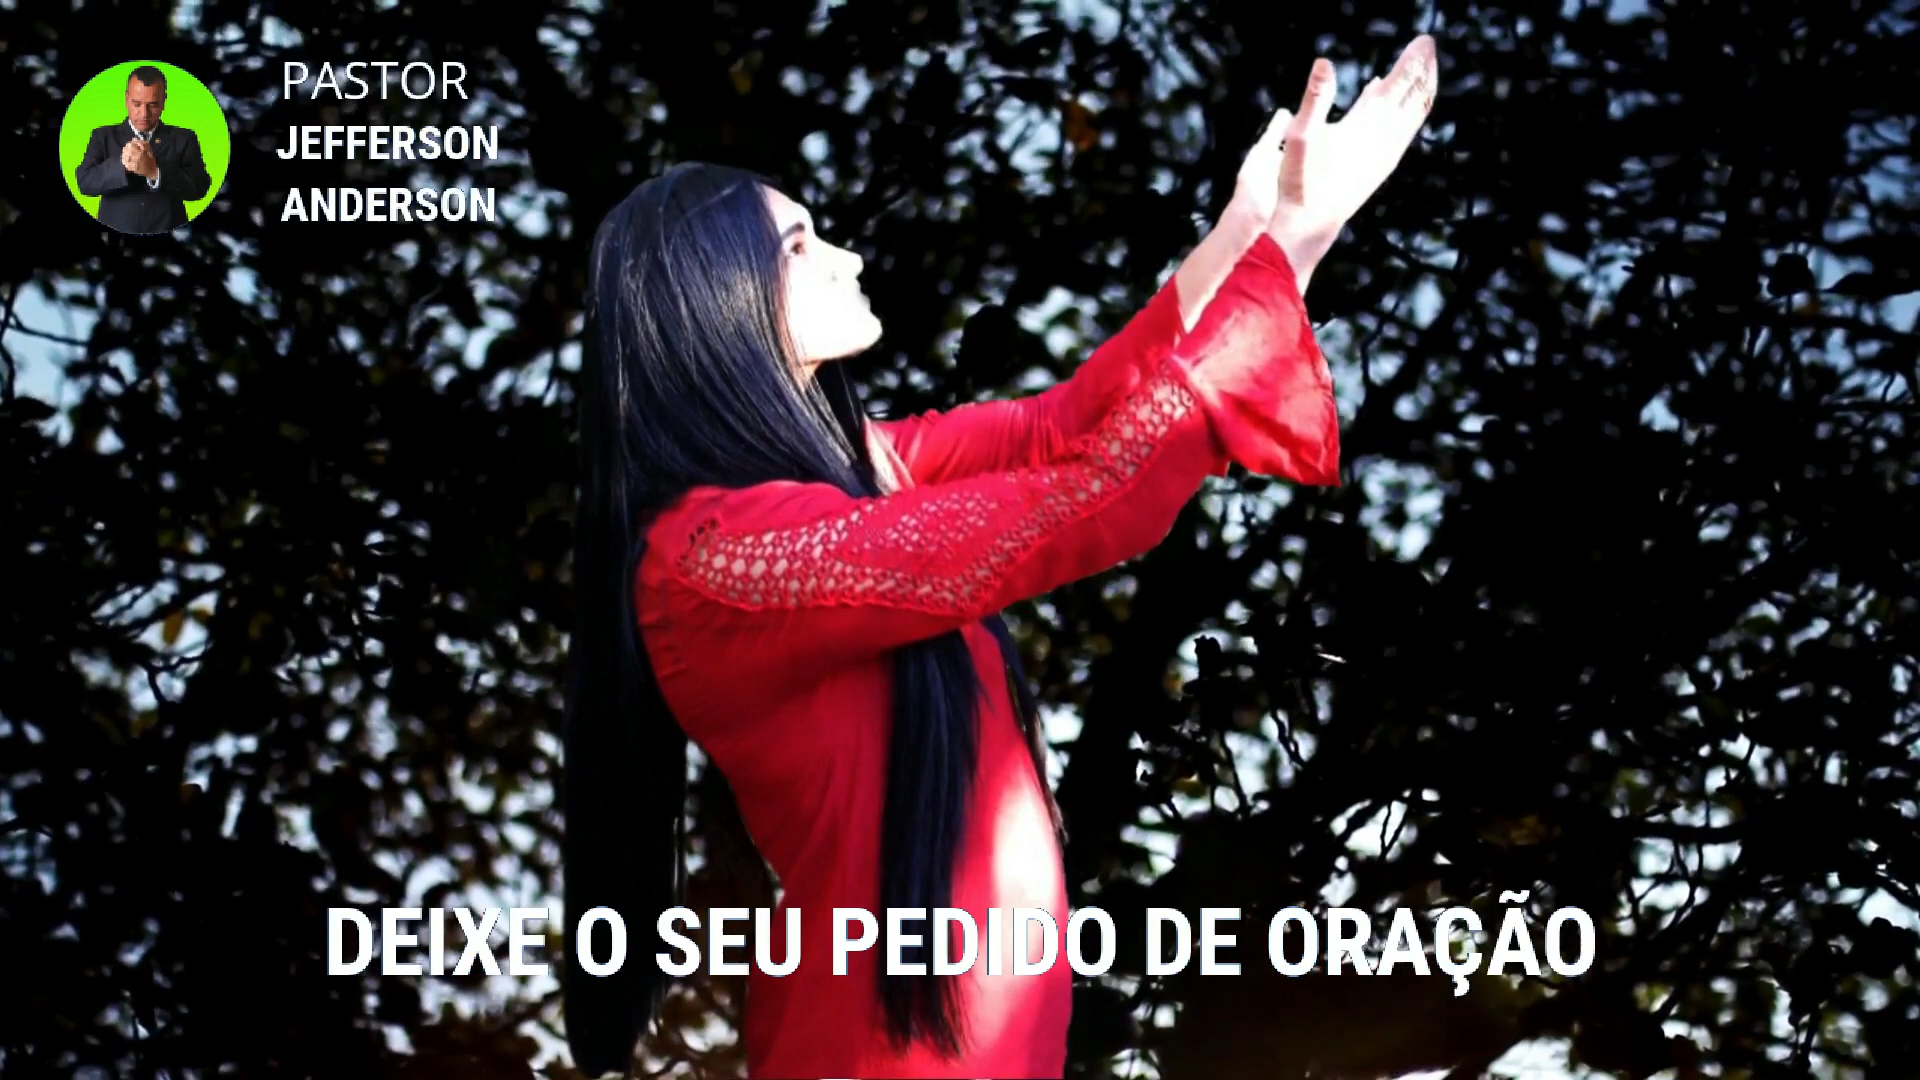 PASTOR
JEFFERSON
ANDERSON
DEIXE O SEU PEDIDO DE ORAÇÃO